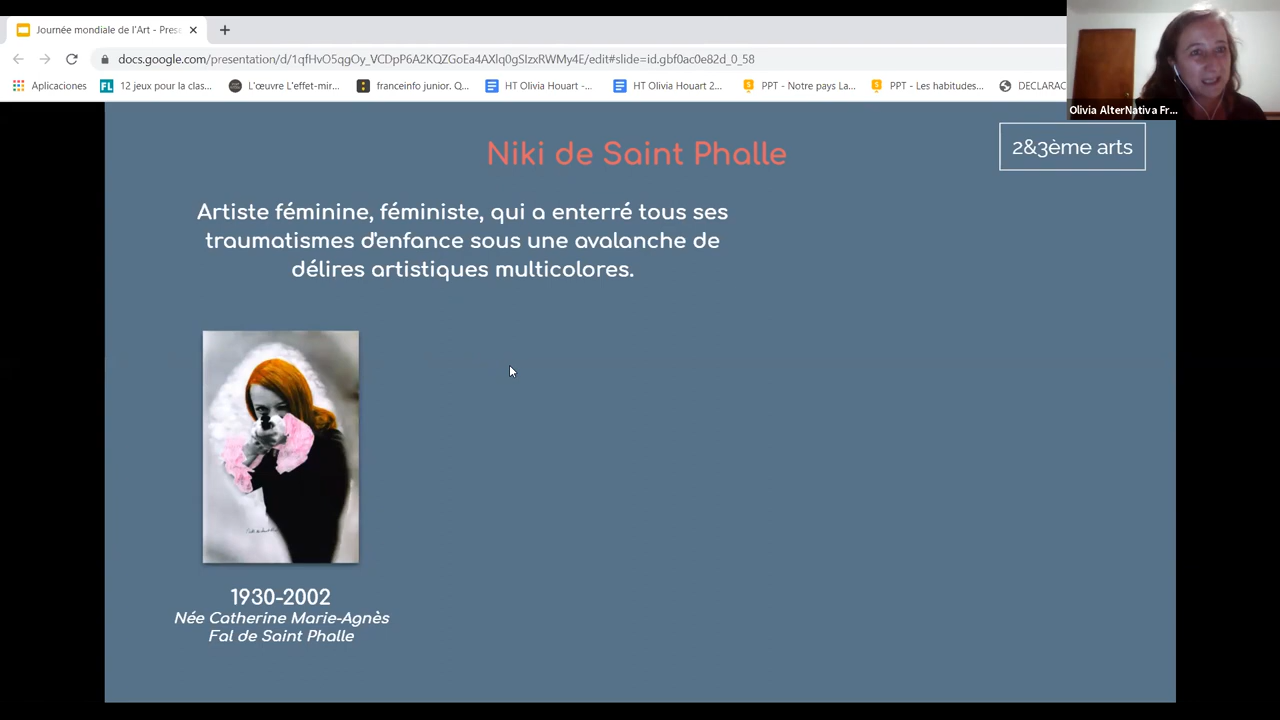 Journée mondiale de l'Art - Pres
docs.google.com/presentation/d/1qfHvO5qgOy_VCDpP6A2KQZGoEa4AXlq0gSIzxRWMy4E/edit#slide=id.gbf0ac0e82d_0_58
Aplicaciones
12 jeux pour la clas...
L'œuvre L'effet-mir...
franceinfo junior. Q...
HT Olivia Houart -...
HT Olivia Houart 2...
PPT - Notre pays La...
PPT - Les habitudes...
DECLARAC
Olivia AlterNativa Fr...
Niki de Saint Phalle
2&3ème arts
Artiste féminine, féministe, qui a enterré tous ses
traumatismes d'enfance sous une avalanche de
délires artistiques multicolores.
1930-2002
Née Catherine Marie-Agnès
Fal de Saint Phalle